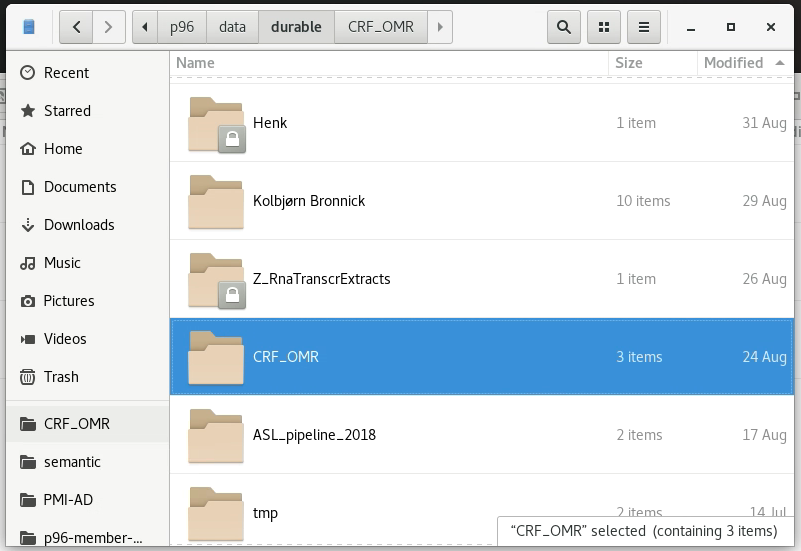 p96 data durable CRF_OMR
Name Size Modified
Recent
Starred
Home
Documents
Downloads
Music
Pictures
Videos
Trash
CRF_OMR
semantic
PMI-AD
p96-member-...
Henk 1 item 31 Aug
Kolbjørn Bronnick 10 items 29 Aug
Z_RnaTranscrExtracts 1 item 26 Aug
CRF_OMR 3 items 24 Aug
ASL_pipeline_2018 2 items 17 Aug
tmp 2 items 14 Jul
“CRF_OMR” selected (containing 3 items)